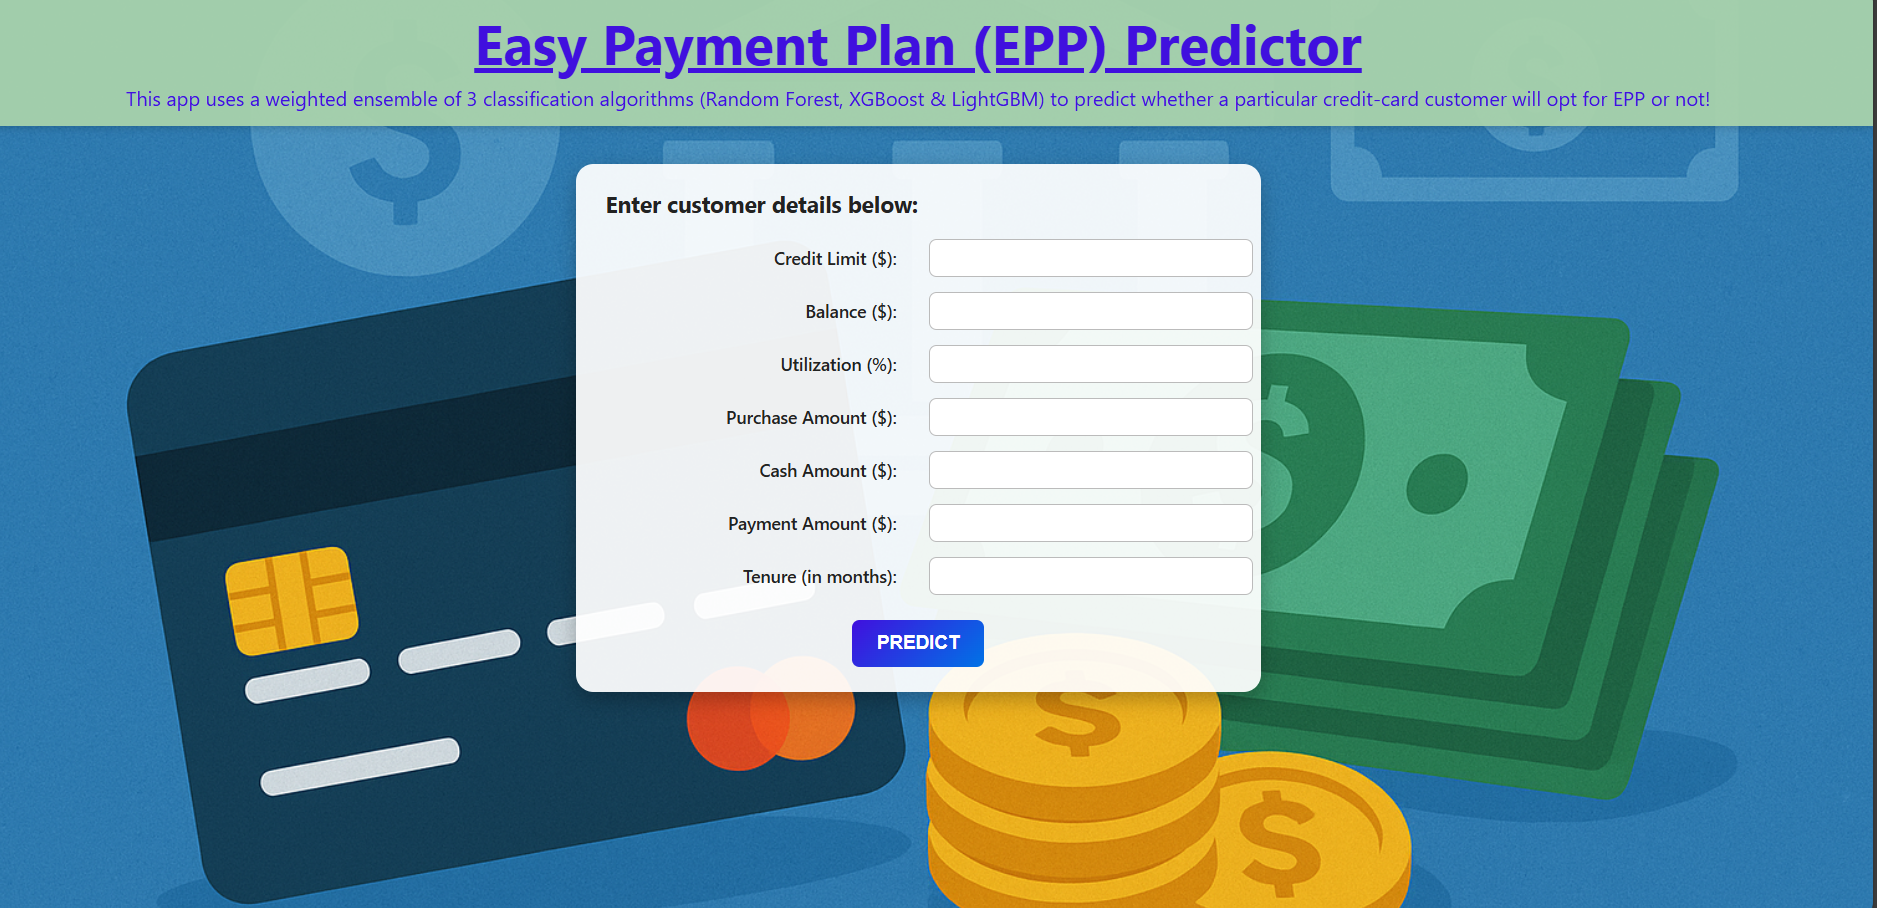 Easy Payment Plan (EPP) Predictor
This app uses a weighted ensemble of 3 classification algorithms (Random Forest, XGBoost & LightGBM) to predict whether a particular credit-card customer will opt for EPP or not!
Enter customer details below:
Credit Limit ($):
Balance ($):
Utilization (%):
Purchase Amount ($):
Cash Amount ($):
Payment Amount ($):
Tenure (in months):
PREDICT